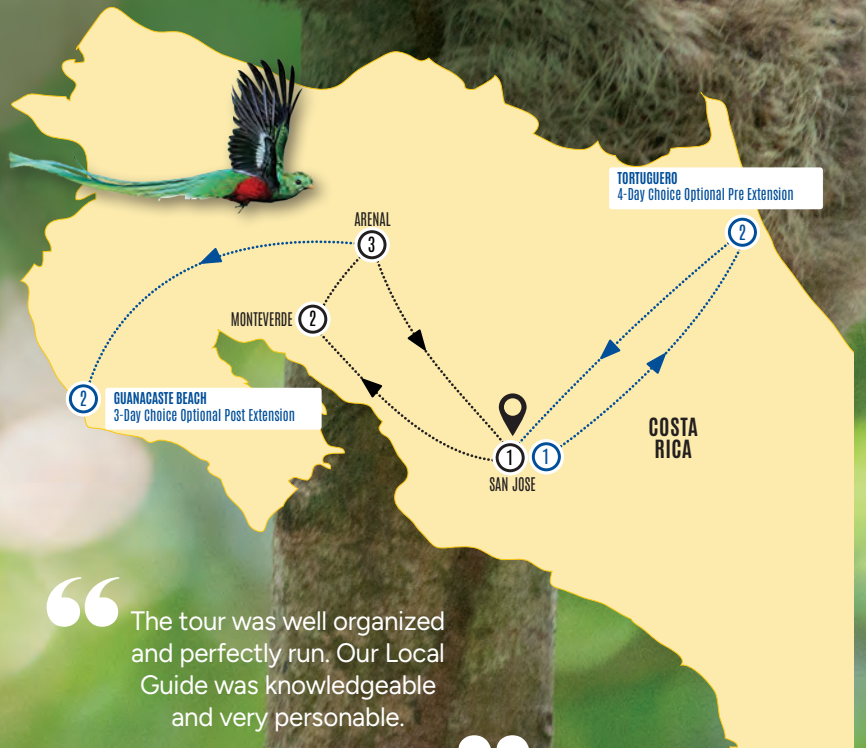 TORTUGUERO
4-Day Choice Optional Pre Extension
2
ARENAL
3
MONTEVERDE
2
2
GUANACASTE BEACH
3-Day Choice Optional Post Extension
COSTA
RICA
1
1
SAN JOSE
“
The tour was well organized
and perfectly run. Our Local
Guide was knowledgeable
and very personable.
”